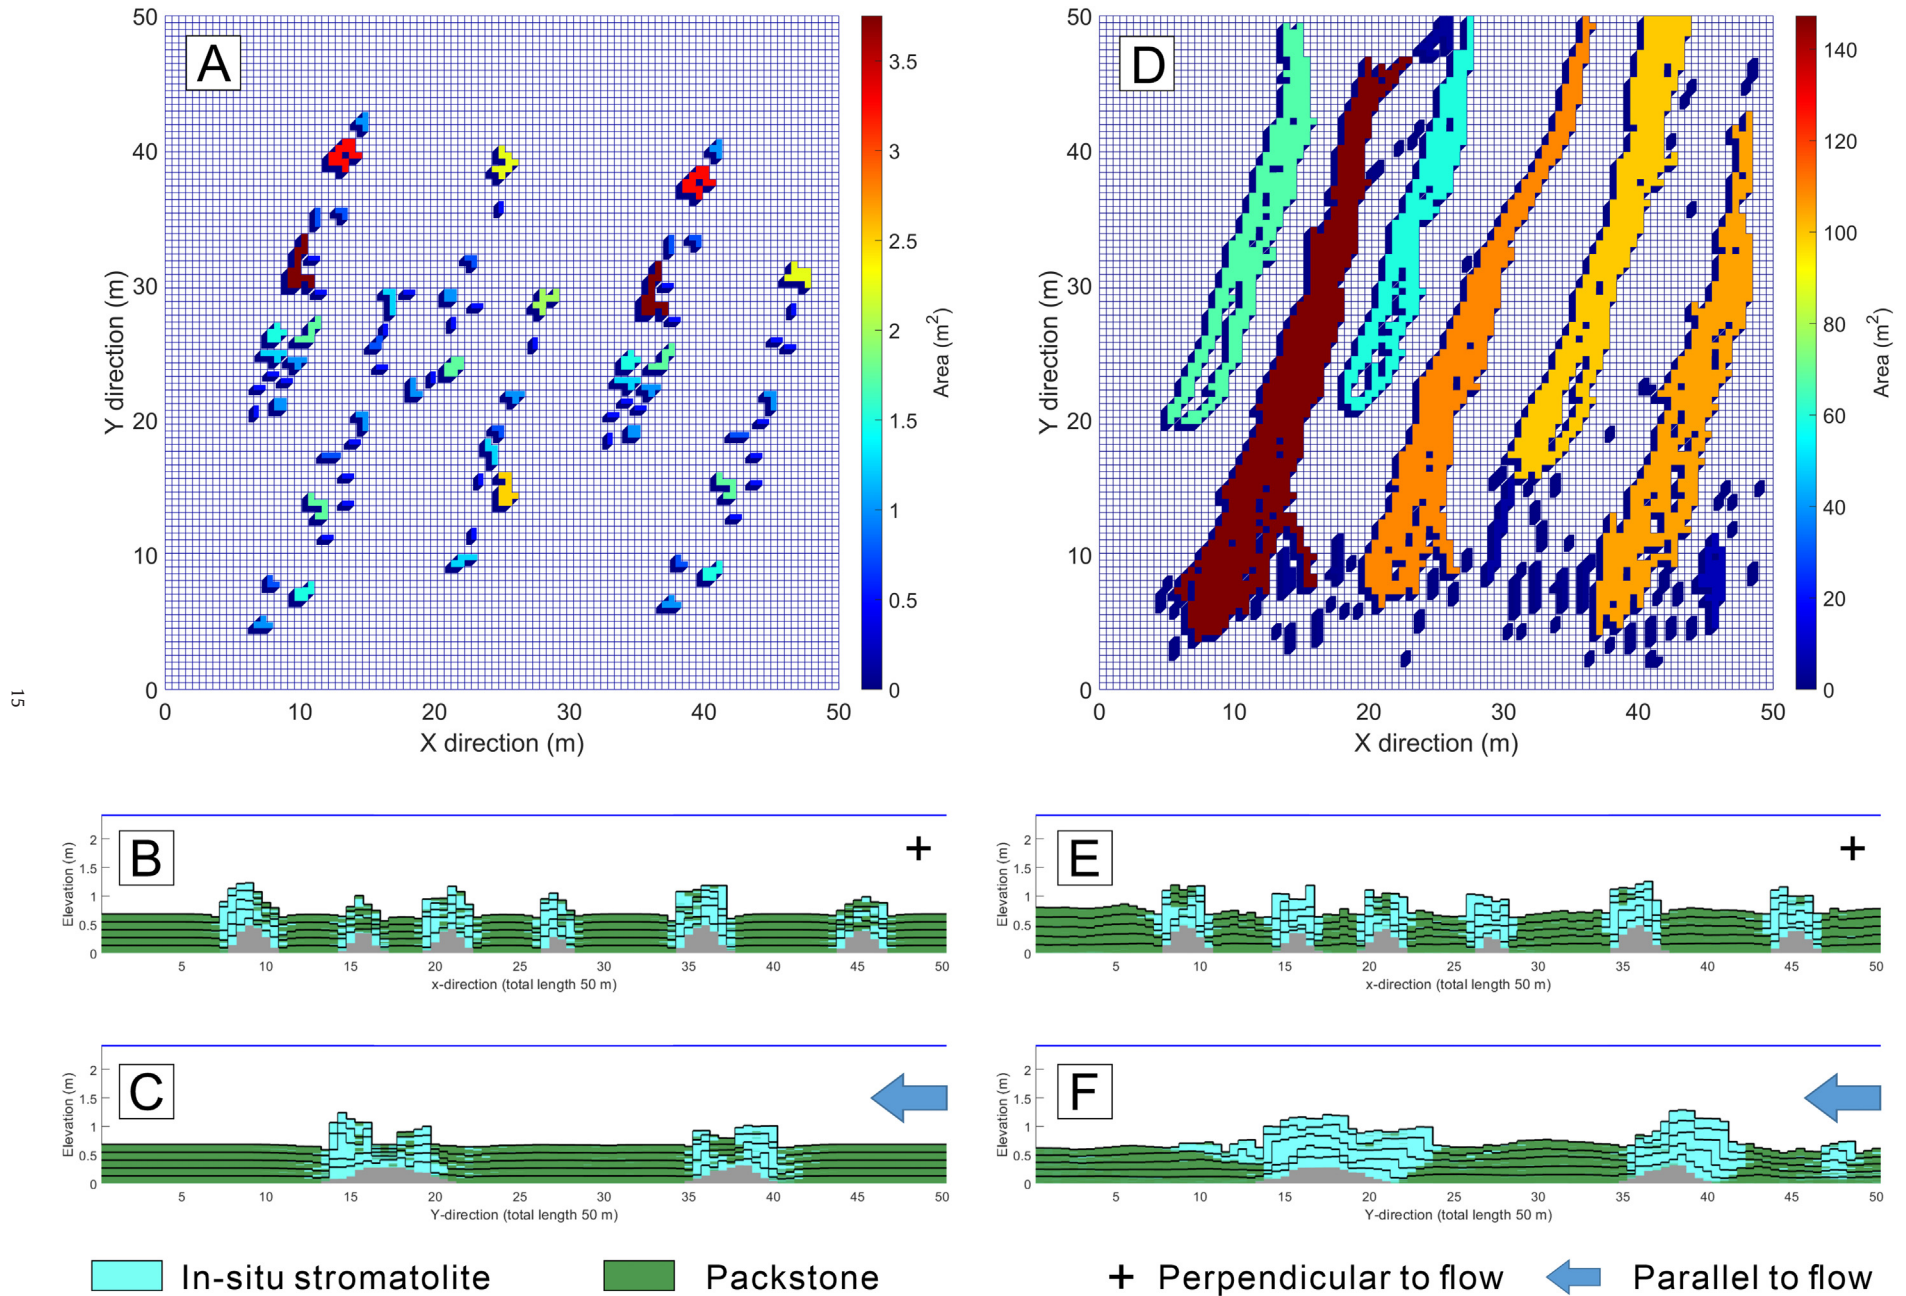 A
50
40
30
20
10
0
0 10 20 30 40 50
Y direction (m)
X direction (m)
3.5
3
2.5
2
1.5
1
0.5
0
Area (m²)
D
50
40
30
20
10
0
0 10 20 30 40 50
Y direction (m)
X direction (m)
140
120
100
80
60
40
20
0
Area (m²)
15
B
+
2
1.5
1
0.5
0
Elevation (m)
5 10 15 20 25 30 35 40 45 50
x-direction (total length 50 m)
E
+
2
1.5
1
0.5
0
Elevation (m)
5 10 15 20 25 30 35 40 45 50
x-direction (total length 50 m)
C
2
1.5
1
0.5
0
Elevation (m)
5 10 15 20 25 30 35 40 45 50
Y-direction (total length 50 m)
F
2
1.5
1
0.5
0
Elevation (m)
5 10 15 20 25 30 35 40 45 50
Y-direction (total length 50 m)
In-situ stromatolite
Packstone
+ Perpendicular to flow
Parallel to flow